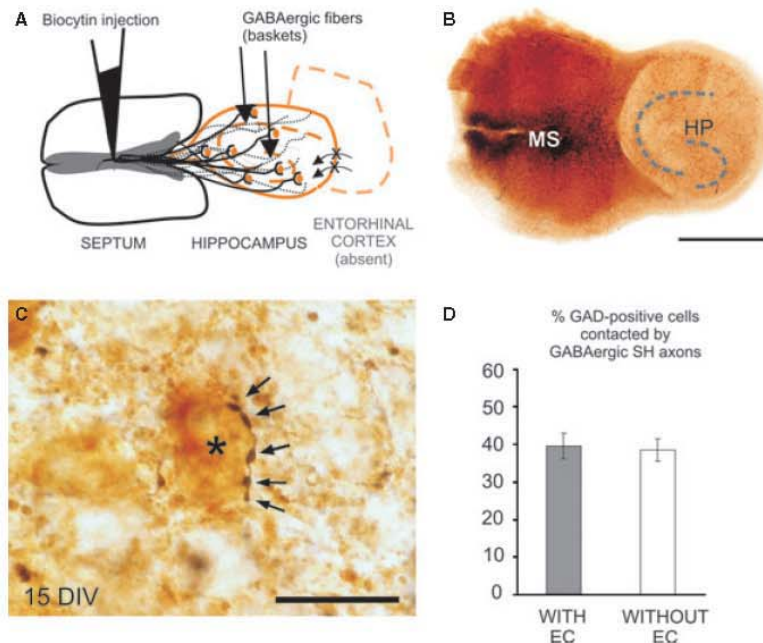 A
Biocytin injection
GABAergic fibers
(baskets)
SEPTUM
HIPPOCAMPUS
ENTORHINAL
CORTEX
(absent)
B
MS
HP
C
*
15 DIV
D
% GAD-positive cells
contacted by
GABAergic SH axons
60
50
40
30
20
10
0
WITH
EC
WITHOUT
EC